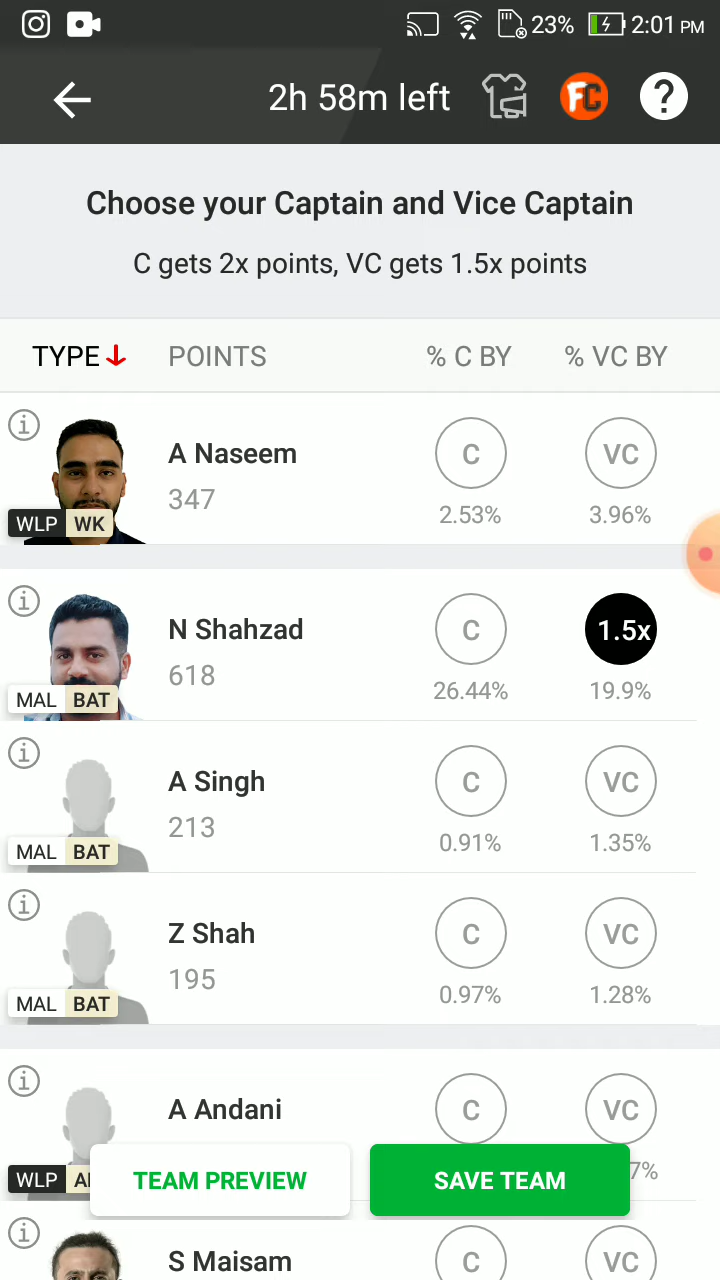 23% 2:01 PM
2h 58m left FC ?
Choose your Captain and Vice Captain
C gets 2x points, VC gets 1.5x points
TYPE POINTS % C BY % VC BY
A Naseem
347
WLP WK
C
2.53%
VC
3.96%
N Shahzad
618
MAL BAT
C
26.44%
1.5x
19.9%
A Singh
213
MAL BAT
C
0.91%
VC
1.35%
Z Shah
195
MAL BAT
C
0.97%
VC
1.28%
A Andani
WLP
C
VC
7%
TEAM PREVIEW SAVE TEAM
S Maisam
C
VC